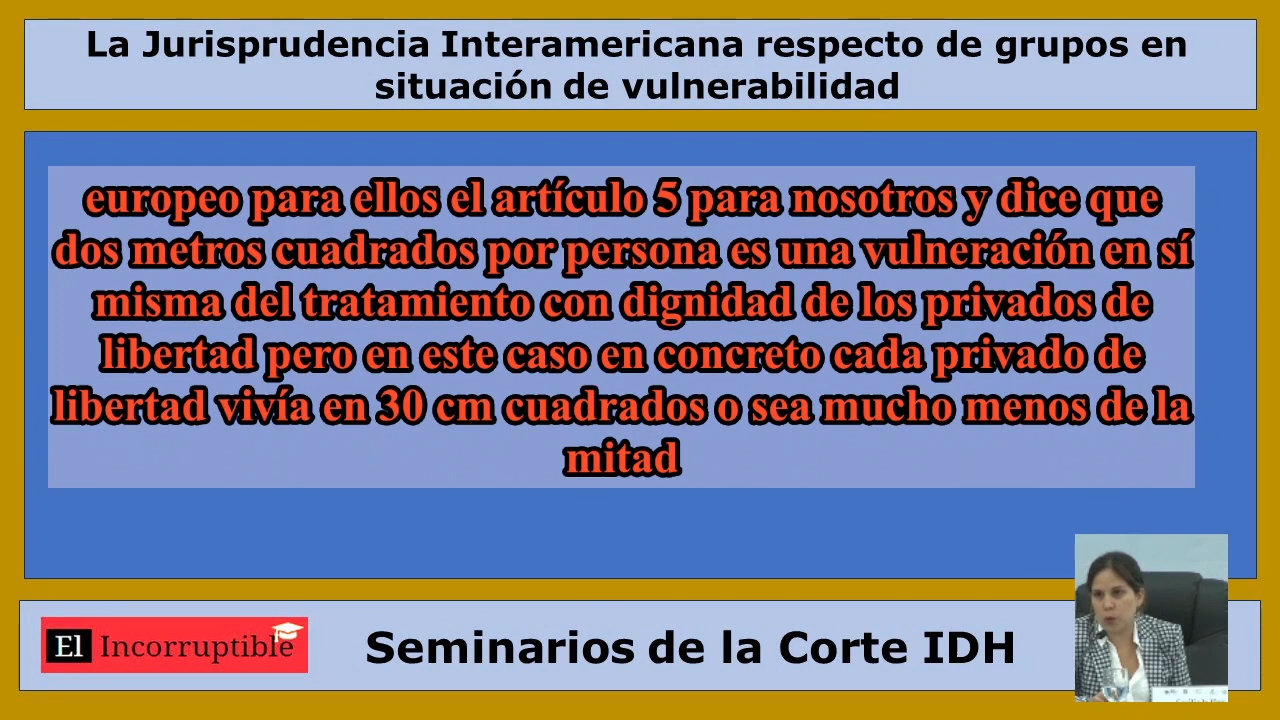 La Jurisprudencia Interamericana respecto de grupos en
situación de vulnerabilidad
europeo para ellos el artículo 5 para nosotros y dice que
dos metros cuadrados por persona es una vulneración en sí
misma del tratamiento con dignidad de los privados de
libertad pero en este caso en concreto cada privado de
libertad vivía en 30 cm cuadrados o sea mucho menos de la
mitad
El Incorruptible
Seminarios de la Corte IDH